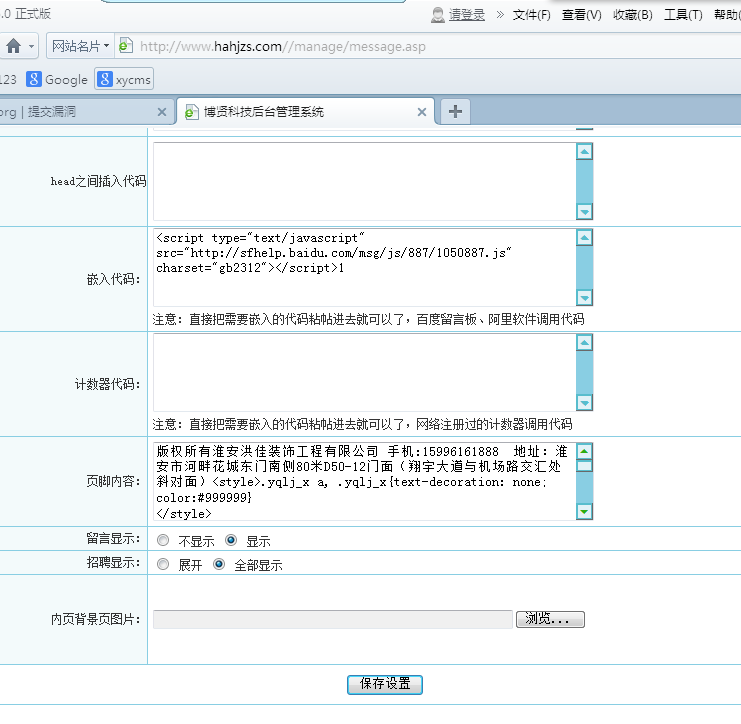 .0 正式版
请登录 » 文件(F) 查看(V) 收藏(B) 工具(T) 帮助(
网站名片 http://www.hahjzs.com//manage/message.asp
123 Google xycms
org | 提交漏洞 博贤科技后台管理系统
head之间插入代码
嵌入代码:
<script type="text/javascript"
src="http://sfhelp.baidu.com/msg/js/887/1050887.js"
charset="gb2312"></script>1
注意: 直接把需要嵌入的代码粘帖进去就可以了，百度留言板、阿里软件调用代码
计数器代码:
注意: 直接把需要嵌入的代码粘帖进去就可以了，网络注册过的计数器调用代码
页脚内容:
版权所有淮安洪佳装饰工程有限公司 手机:15996161888 地址: 淮
安市河畔花城东门南侧80米D50-12门面（翔宇大道与机场路交汇处
斜对面）<style>.yqlj_x a, .yqlj_x{text-decoration: none;
color:#999999}
</style>
留言显示: 不显示 显示
招聘显示: 展开 全部显示
内页背景页图片: 浏览...
保存设置